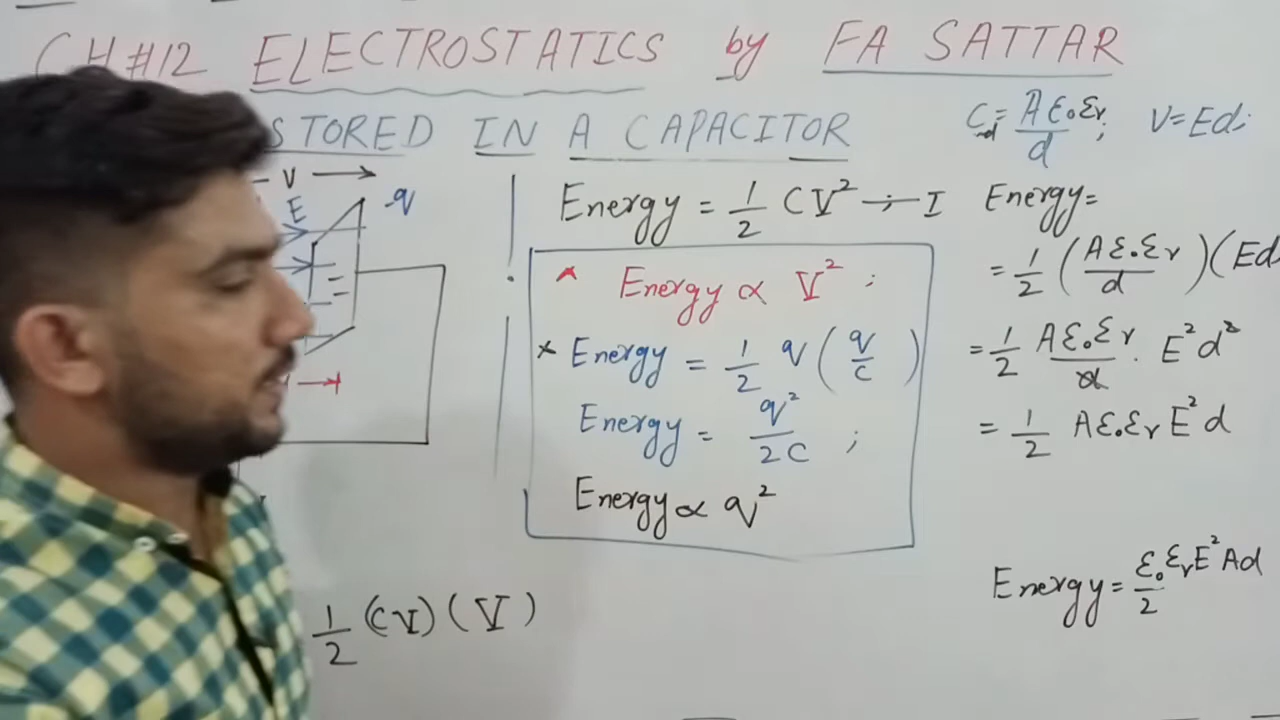 CH#12 ELECTROSTATICS by FA SATTAR
STORED IN A CAPACITOR
C = Aε₀εr/d ; V=Ed;
V →
E
-q
Energy = 1/2 CV² — I
* Energy ∝ V² ;
* Energy = 1/2 q (q/c)
Energy = q²/2C ;
Energy ∝ q²
1/2 (CV) (V)
Energy=
= 1/2 (Aε₀εr/d) (Ed
= 1/2 Aε₀εr/d . E²d²
= 1/2 Aε₀εr E²d
Energy = ε₀εrE²Ad/2